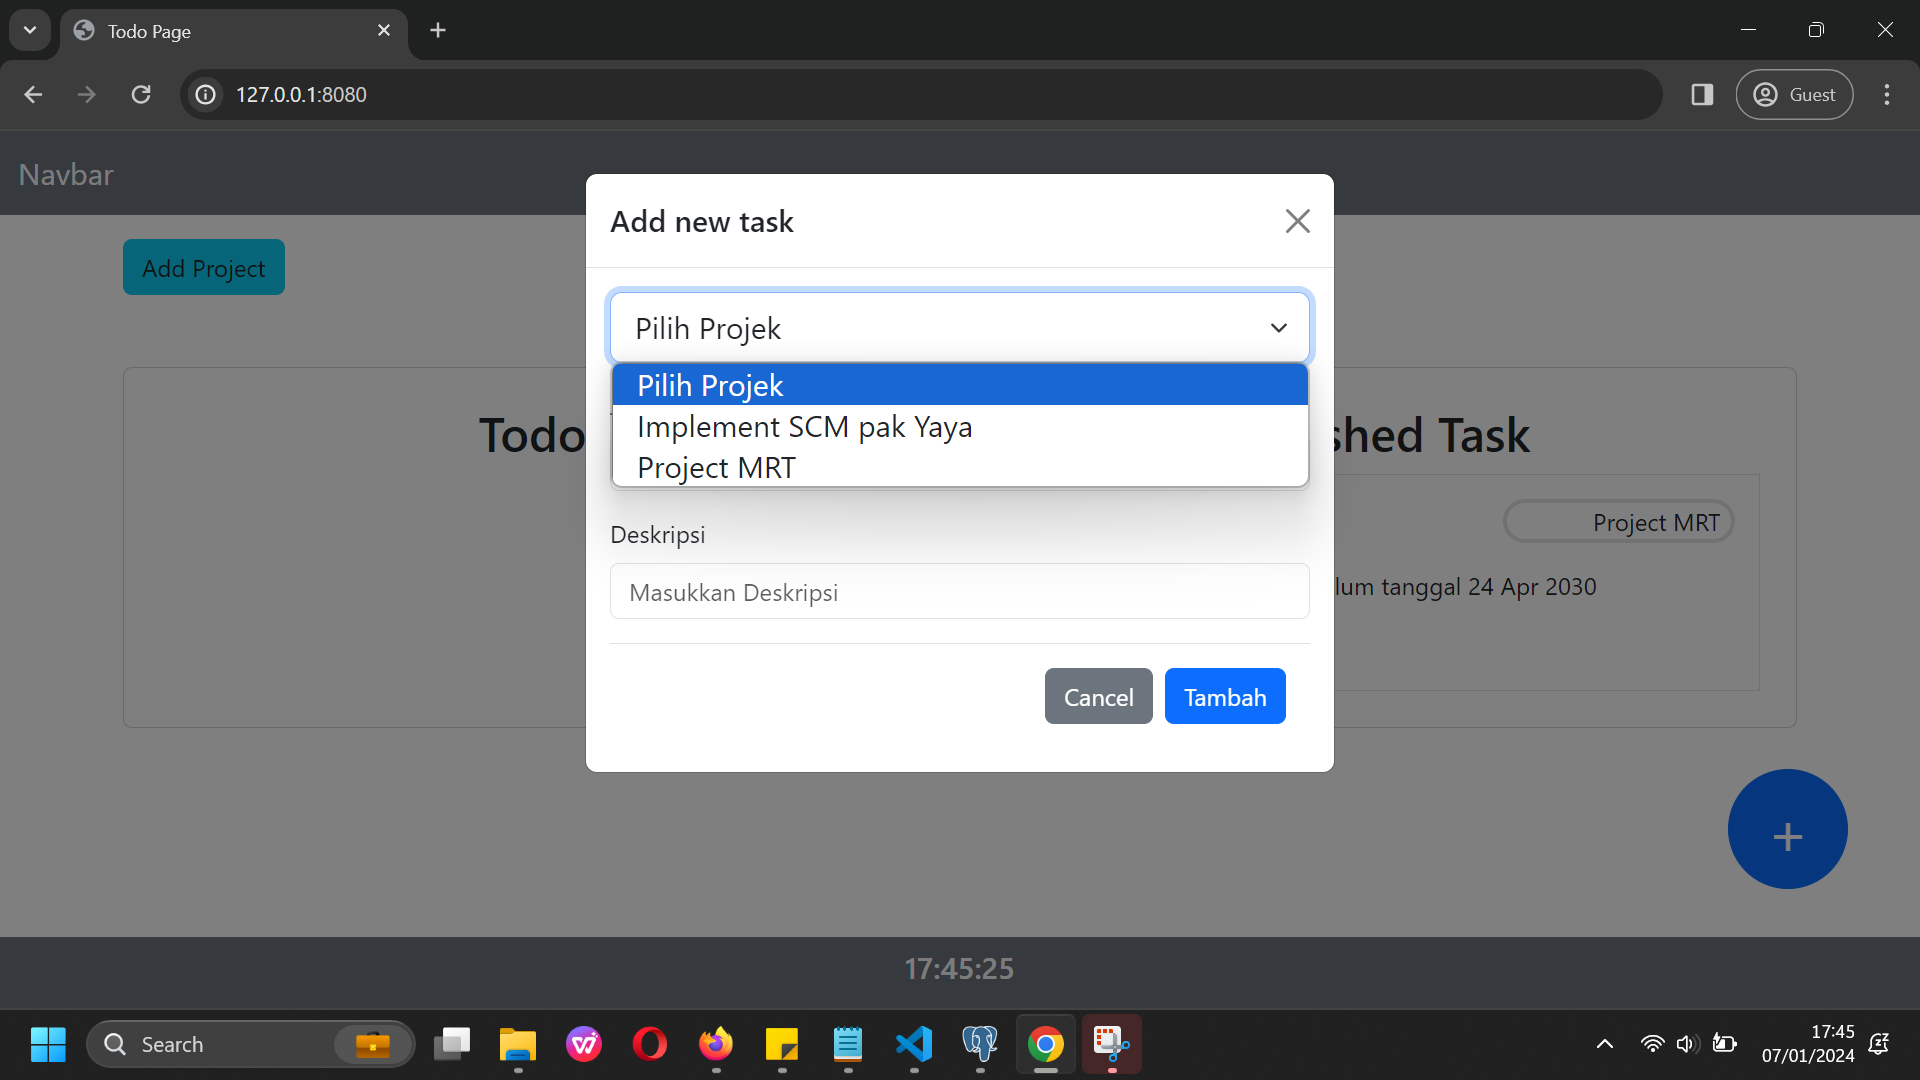 Todo Page
127.0.0.1:8080
Guest
Navbar
Add new task
Add Project
Pilih Projek
Pilih Projek
Implement SCM pak Yaya
Project MRT
Todo
shed Task
Project MRT
Deskripsi
Masukkan Deskripsi
lum tanggal 24 Apr 2030
Cancel
Tambah
+
17:45:25
Search
17:45
07/01/2024